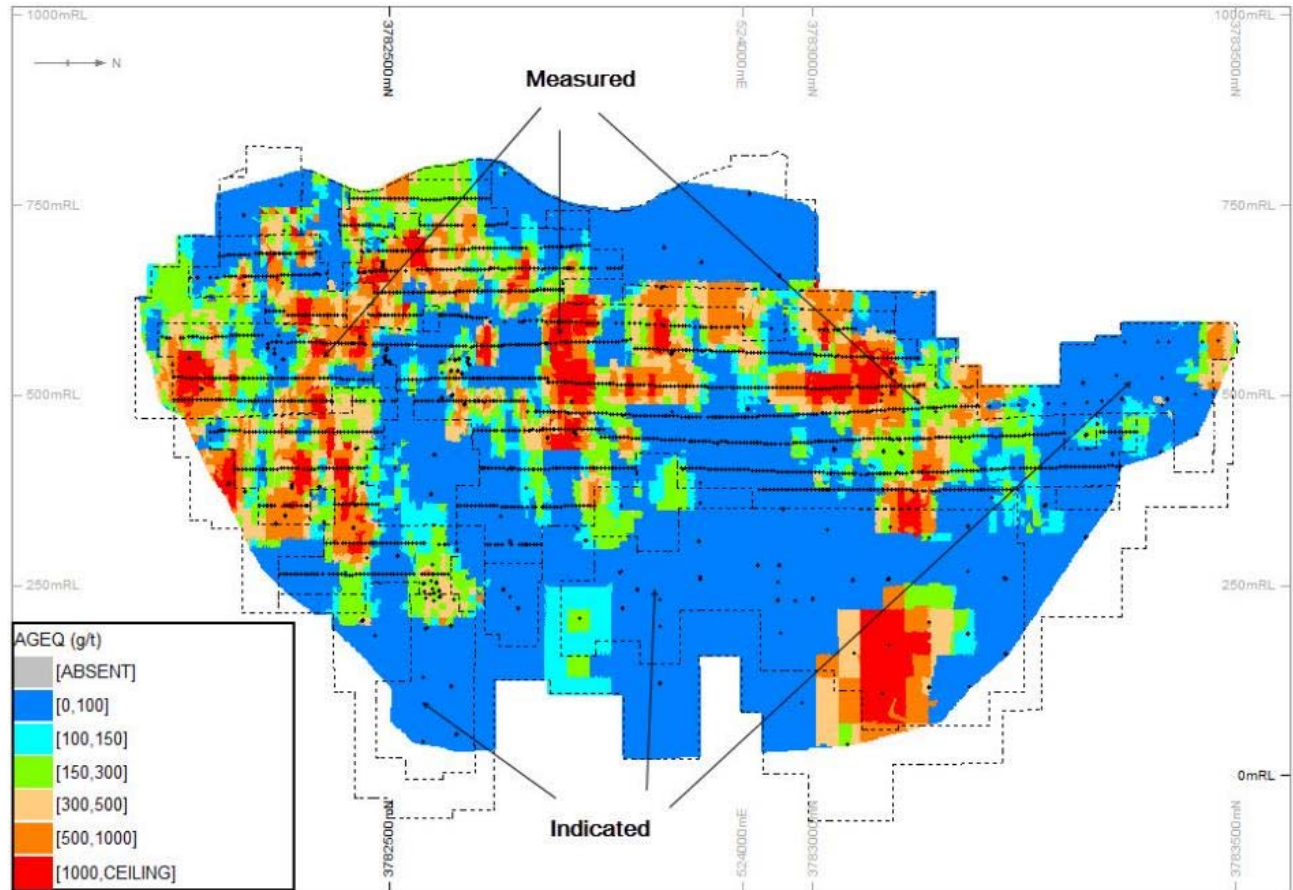 1000mRL
3782500mN
524000mE
3783000mN
1000mRL
3783500mN
N
Measured
750mRL
750mRL
500mRL
500mRL
250mRL
250mRL
0mRL
Indicated
3782500mN
524000mE
3783000mN
3783500mN
AGEQ (g/t)
[ABSENT]
[0,100]
[100,150]
[150,300]
[300,500]
[500,1000]
[1000,CEILING]